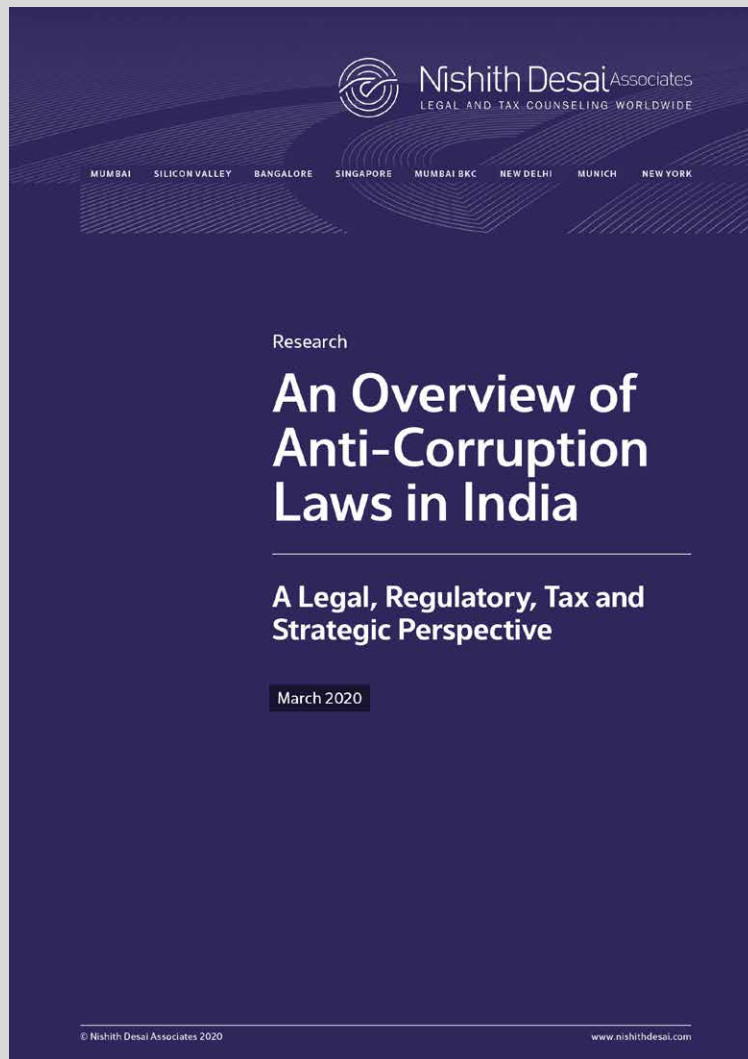 Nishith Desai Associates
LEGAL AND TAX COUNSELING WORLDWIDE
MUMBAI SILICON VALLEY BANGALORE SINGAPORE MUMBAI BKC NEW DELHI MUNICH NEW YORK
Research
An Overview of
Anti-Corruption
Laws in India
A Legal, Regulatory, Tax and
Strategic Perspective
March 2020
© Nishith Desai Associates 2020 www.nishithdesai.com